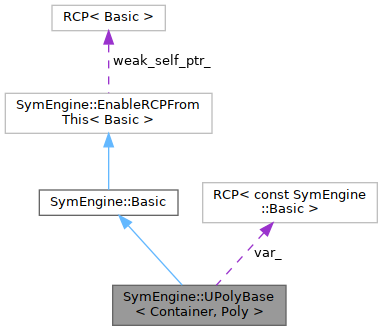 RCP< Basic >
weak_self_ptr_
SymEngine::EnableRCPFrom
This< Basic >
SymEngine::Basic
RCP< const SymEngine
::Basic >
var_
SymEngine::UPolyBase
< Container, Poly >